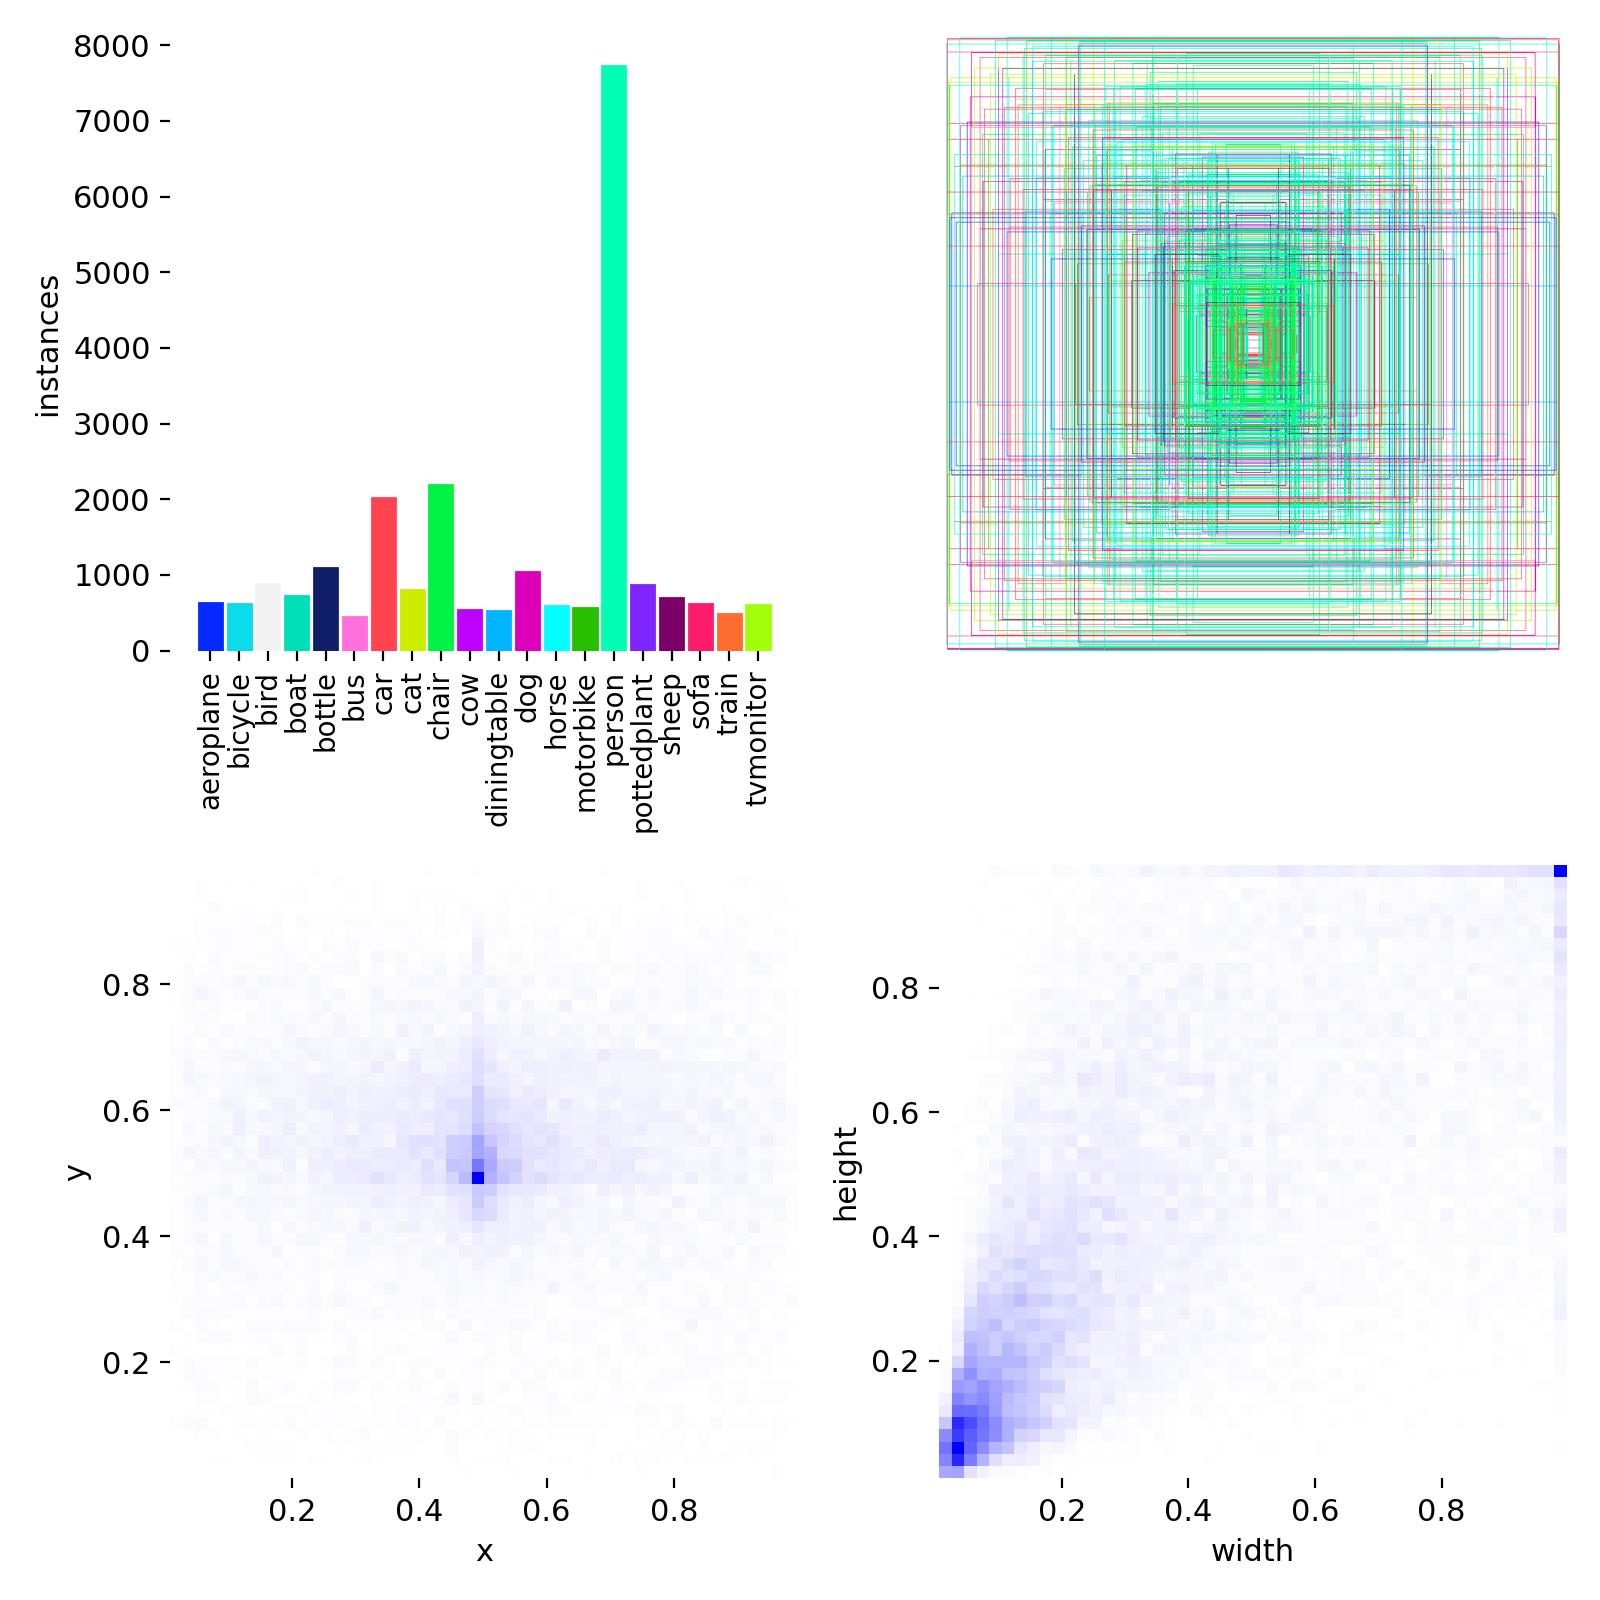 8000
7000
6000
5000
4000
3000
2000
1000
0
instances
aeroplane
bicycle
bird
boat
bottle
bus
car
cat
chair
cow
diningtable
dog
horse
motorbike
person
pottedplant
sheep
sofa
train
tvmonitor
0.8
0.6
0.4
0.2
y
0.2 0.4 0.6 0.8
x
0.8
0.6
0.4
0.2
height
0.2 0.4 0.6 0.8
width